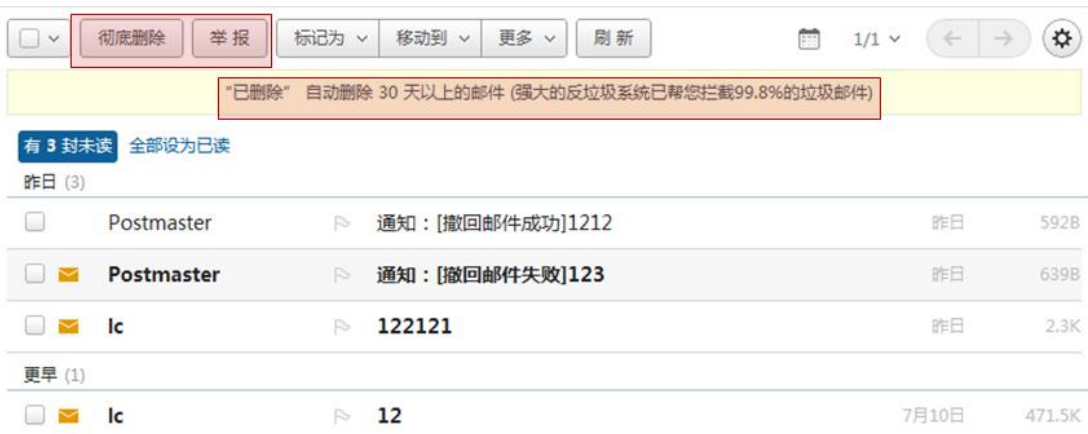 彻底删除 举 报 标记为 移动到 更多 刷 新 1/1
“已删除” 自动删除 30 天以上的邮件 (强大的反垃圾系统已帮您拦截99.8%的垃圾邮件)
有 3 封未读 全部设为已读
昨日 (3)
Postmaster 通知：[撤回邮件成功]1212 昨日 592B
Postmaster 通知：[撤回邮件失败]123 昨日 639B
lc 122121 昨日 2.3K
更早 (1)
lc 12 7月10日 471.5K